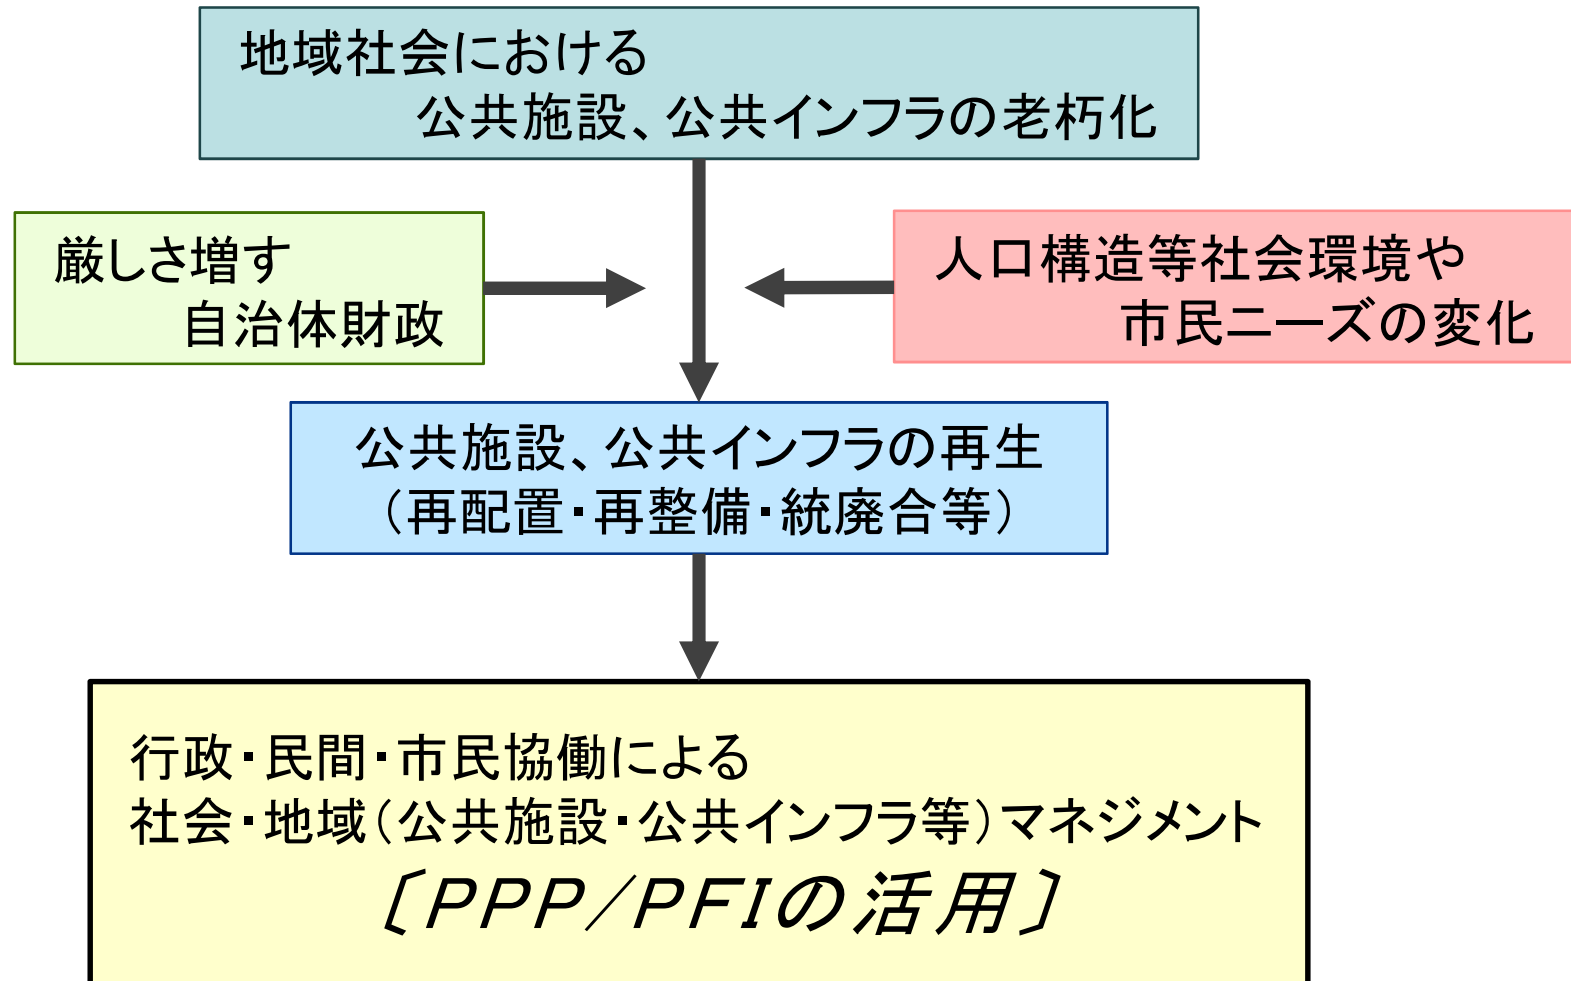 地域社会における
公共施設、公共インフラの老朽化
厳しさ増す
自治体財政
人口構造等社会環境や
市民ニーズの変化
公共施設、公共インフラの再生
（再配置・再整備・統廃合等）
行政・民間・市民協働による
社会・地域（公共施設・公共インフラ等）マネジメント
〔PPP／PFIの活用〕